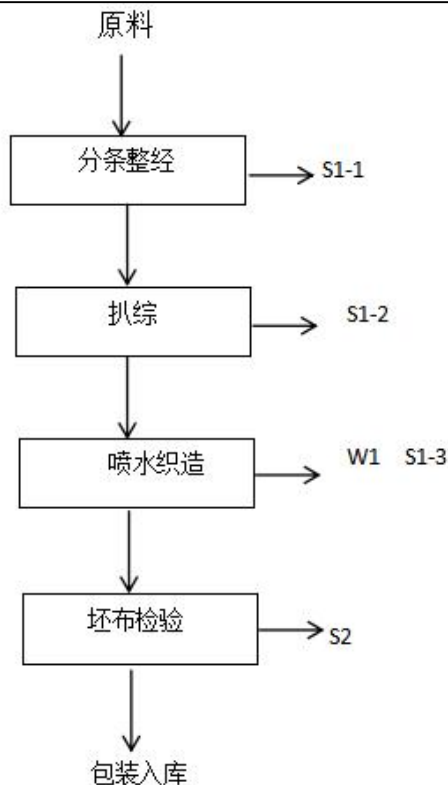 原料
分条整经
S1-1
扒综
S1-2
喷水织造
W1 S1-3
坯布检验
S2
包装入库